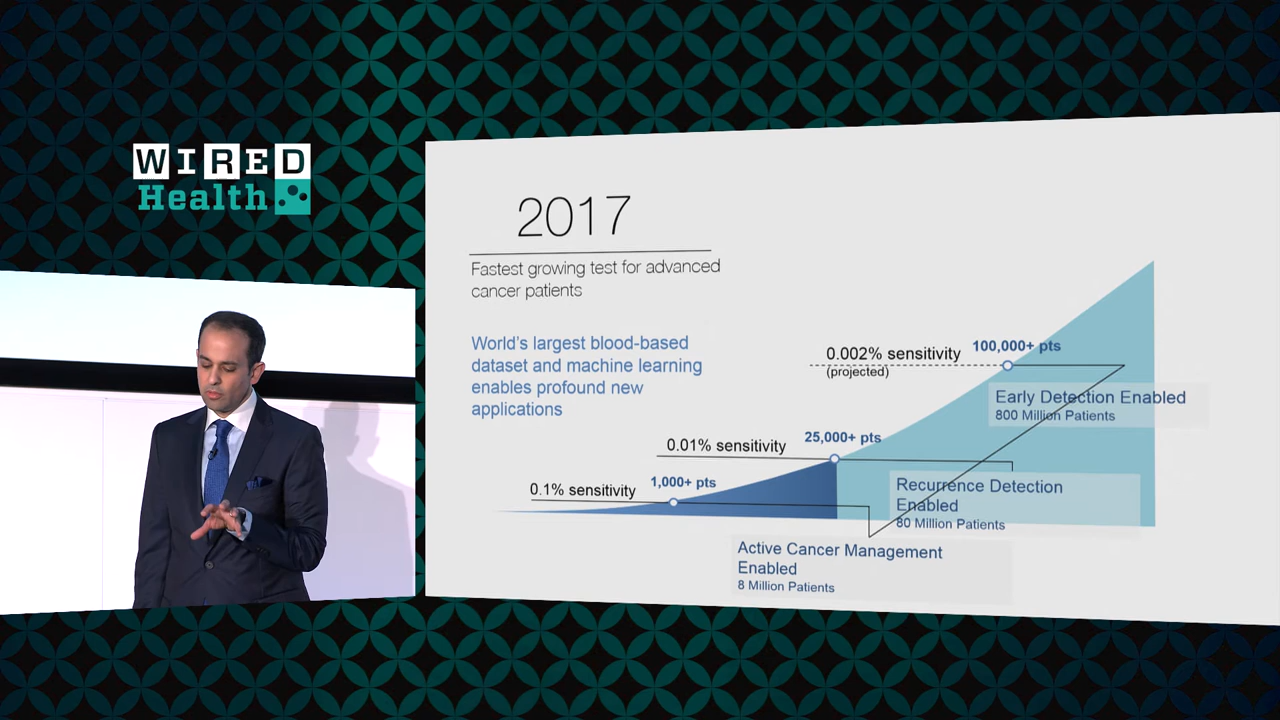 WIRED
Health
2017
Fastest growing test for advanced
cancer patients
World's largest blood-based
dataset and machine learning
enables profound new
applications
0.002% sensitivity
(projected)
100,000+ pts
Early Detection Enabled
800 Million Patients
0.01% sensitivity
25,000+ pts
Recurrence Detection
Enabled
80 Million Patients
0.1% sensitivity
1,000+ pts
Active Cancer Management
Enabled
8 Million Patients